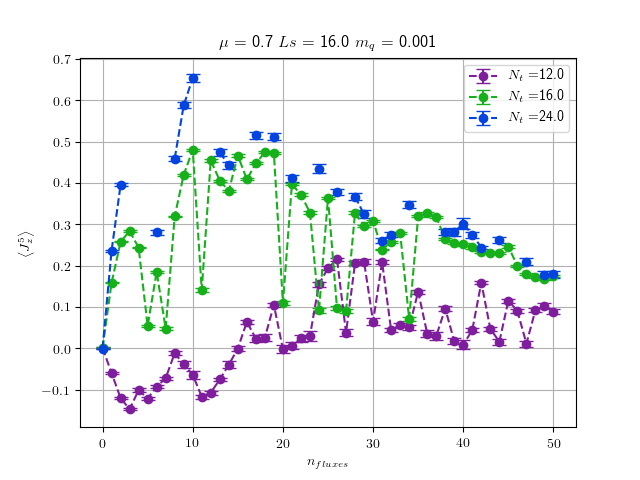 μ = 0.7 Ls = 16.0 m_q = 0.001
⟨J_z^5⟩
0.7
0.6
0.5
0.4
0.3
0.2
0.1
0.0
−0.1
N_t =12.0
N_t =16.0
N_t =24.0
0 10 20 30 40 50
n_fluxes